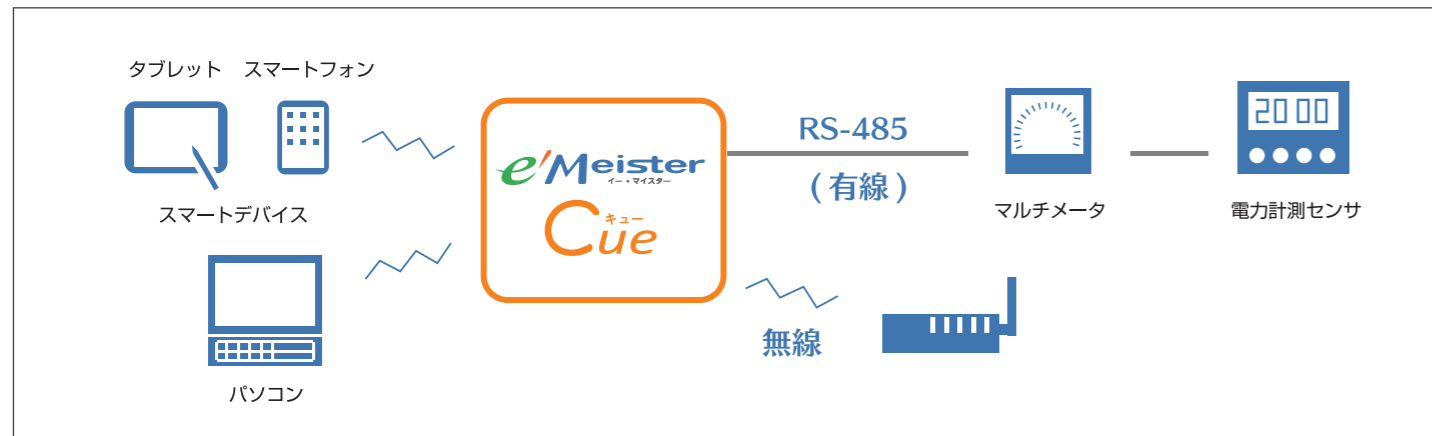 タブレット スマートフォン
スマートデバイス
パソコン
e'Meister
イー・マイスター
キュー
Cue
RS-485
(有線)
無線
マルチメータ
20 00
電力計測センサ